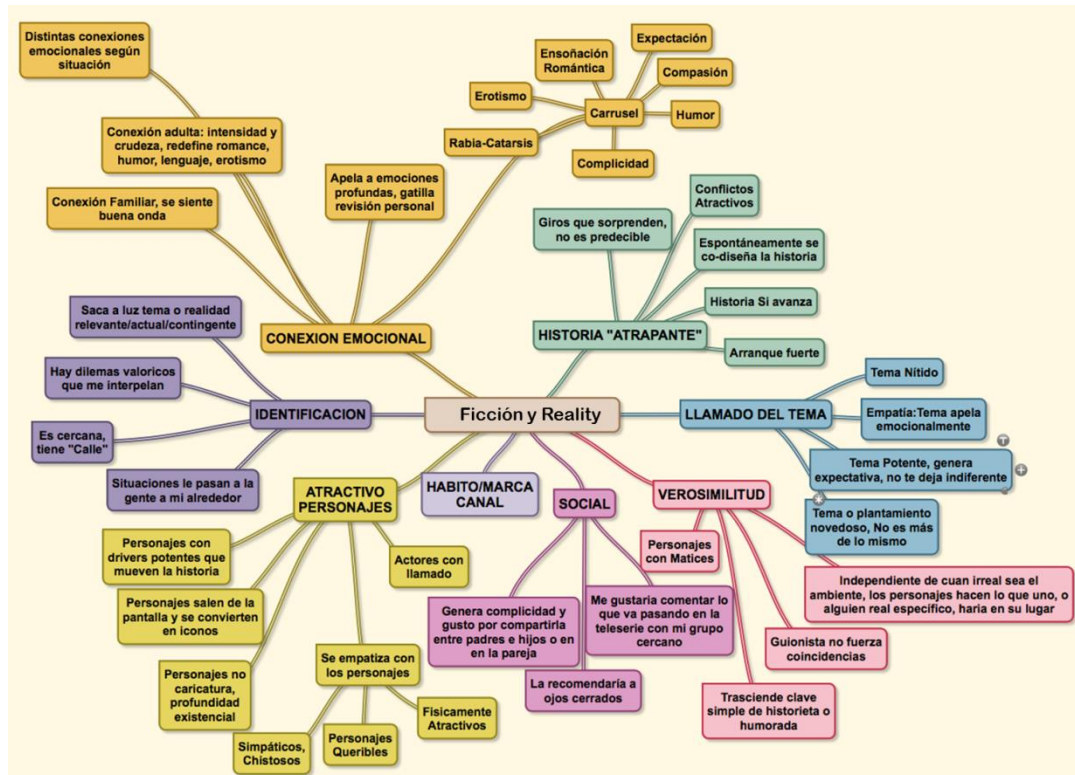 Distintas conexiones
emocionales según
situación
Conexión adulta: intensidad y
crudeza, redefine romance,
humor, lenguaje, erotismo
Conexión Familiar, se siente
buena onda
Apela a emociones
profundas, gatilla
revisión personal
Rabia-Catarsis
Erotismo
Ensoñación
Romántica
Expectación
Compasión
Carrusel
Humor
Complicidad
CONEXION EMOCIONAL
Giros que sorprenden,
no es predecible
Conflictos
Atractivos
Espontáneamente se
co-diseña la historia
Historia Si avanza
Arranque fuerte
HISTORIA "ATRAPANTE"
Saca a luz tema o realidad
relevante/actual/contingente
Hay dilemas valoricos
que me interpelan
Es cercana,
tiene "Calle"
Situaciones le pasan a la
gente a mi alrededor
IDENTIFICACION
Ficción y Reality
LLAMADO DEL TEMA
Tema Nítido
Empatía:Tema apela
emocionalmente
Tema Potente, genera
expectativa, no te deja indiferente
Tema o plantamiento
novedoso, No es más
de lo mismo
ATRACTIVO
PERSONAJES
Personajes con
drivers potentes que
mueven la historia
Personajes salen de la
pantalla y se convierten
en iconos
Personajes no
caricatura,
profundidad
existencial
Actores con
llamado
Se empatiza con
los personajes
Simpáticos,
Chistosos
Personajes
Queribles
Fisicamente
Atractivos
HABITO/MARCA
CANAL
SOCIAL
Genera complicidad y
gusto por compartirla
entre padres e hijos o en
en la pareja
Me gustaria comentar lo
que va pasando en la
teleserie con mi grupo
cercano
La recomendaría a
ojos cerrados
VEROSIMILITUD
Personajes
con Matices
Independiente de cuan irreal sea el
ambiente, los personajes hacen lo que uno, o
alguien real específico, haria en su lugar
Guionista no fuerza
coincidencias
Trasciende clave
simple de historieta o
humorada